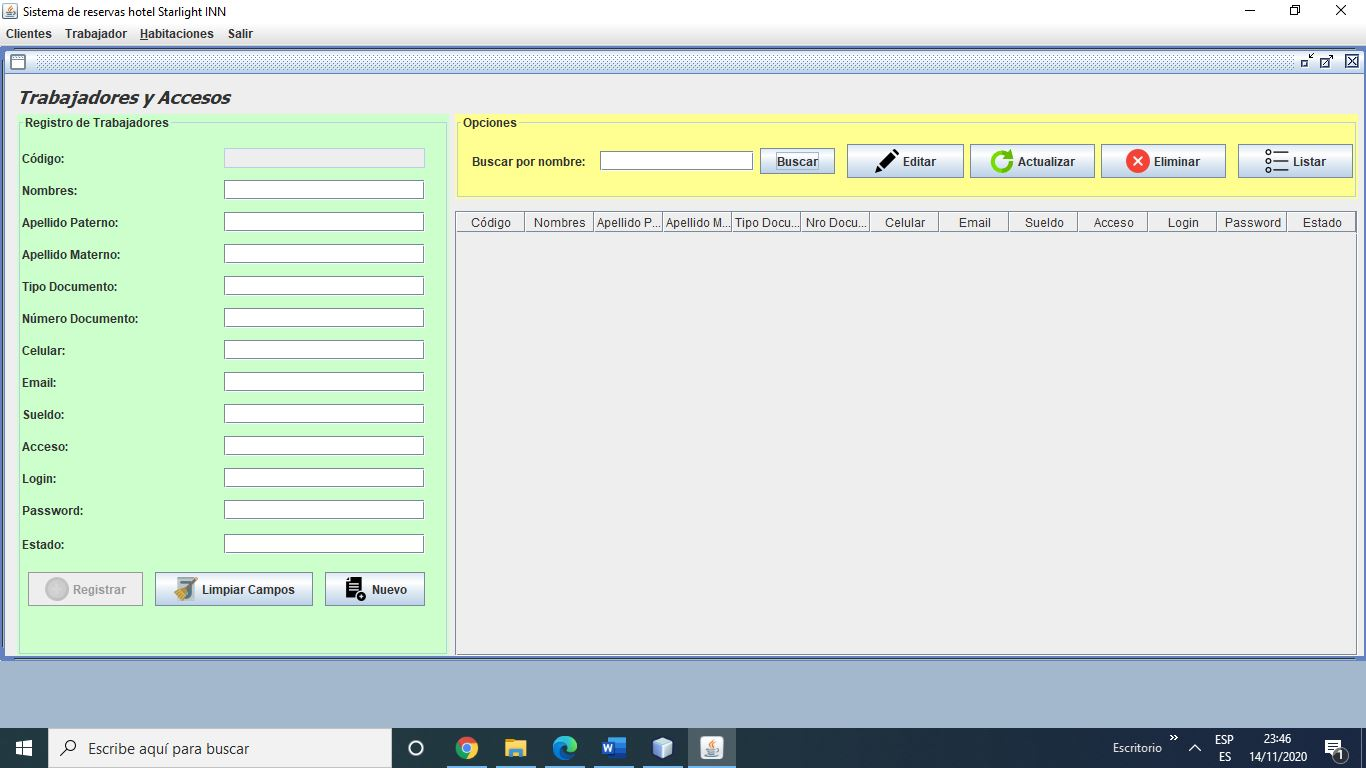 Sistema de reservas hotel Starlight INN
Clientes Trabajador Habitaciones Salir
Trabajadores y Accesos
Registro de Trabajadores
Código:
Nombres:
Apellido Paterno:
Apellido Materno:
Tipo Documento:
Número Documento:
Celular:
Email:
Sueldo:
Acceso:
Login:
Password:
Estado:
Registrar Limpiar Campos Nuevo
Opciones
Buscar por nombre: Buscar Editar Actualizar Eliminar Listar
Código Nombres Apellido P... Apellido M... Tipo Docu... Nro Docu... Celular Email Sueldo Acceso Login Password Estado
Escribe aquí para buscar
Escritorio
ESP
ES
23:46
14/11/2020
1